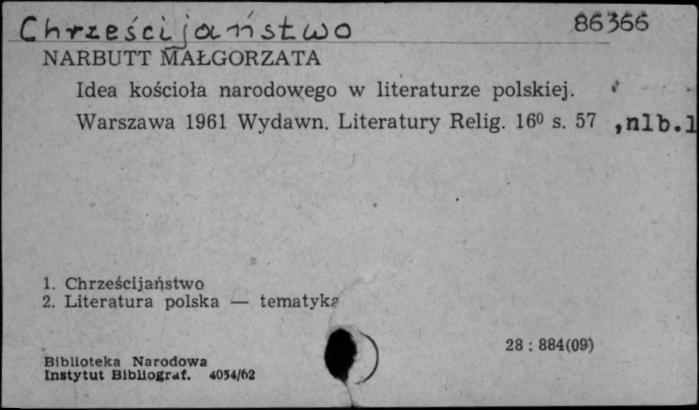 Chrześcijaństwo 86366
NARBUTT MAŁGORZATA
Idea kościoła narodowego w literaturze polskiej.
Warszawa 1961 Wydawn. Literatury Relig. 16⁰ s. 57 ,nlb.1
1. Chrześcijaństwo
2. Literatura polska — tematyka
28 : 884(09)
Biblioteka Narodowa
Instytut Bibliograf. 4054/62